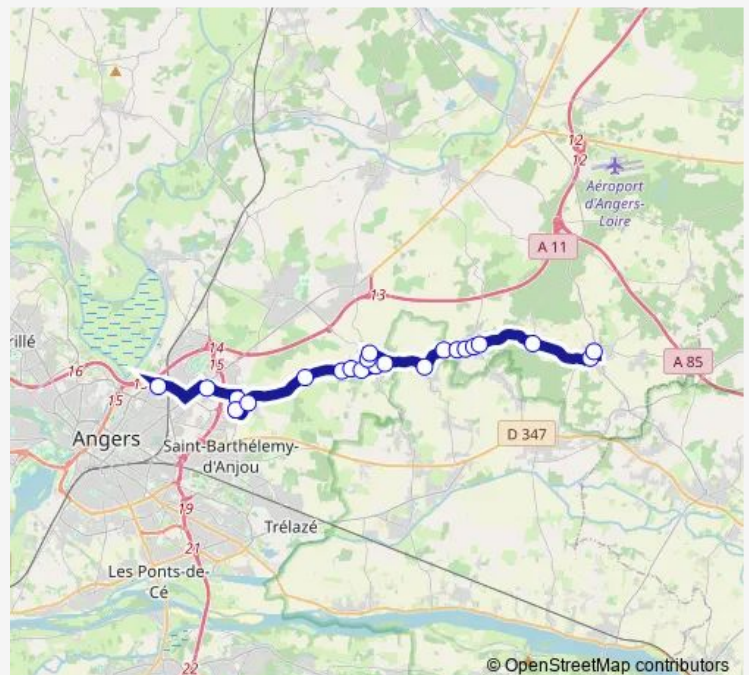 12
12
Aéroport
d'Angers-
Loire
A 11
13
rillé
14
15
16
15
A 85
Angers
Saint-Barthélemy-
d'Anjou
D 347
19
Trélazé
21
Les Ponts-de-
Cé
22
© OpenStreetMap contributors